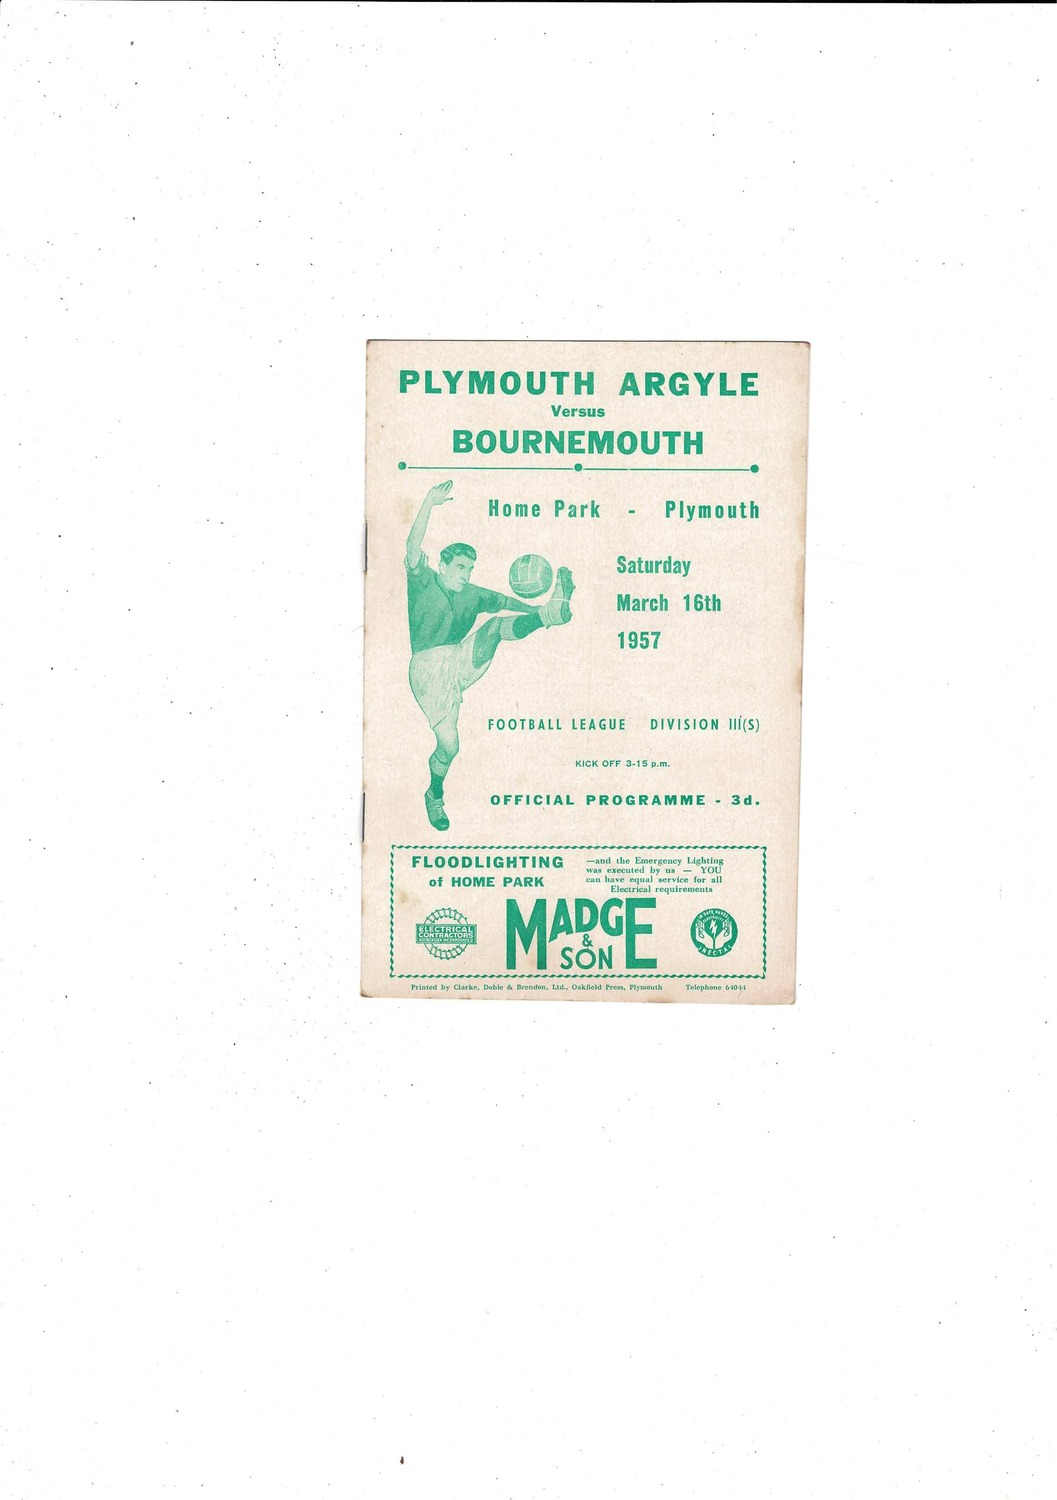 PLYMOUTH ARGYLE
Versus
BOURNEMOUTH
Home Park - Plymouth
Saturday
March 16th
1957
FOOTBALL LEAGUE DIVISION III(S)
KICK OFF 3-15 p.m.
OFFICIAL PROGRAMME - 3d.
FLOODLIGHTING
of HOME PARK
—and the Emergency Lighting
was executed by us — YOU
can have equal service for all
Electrical requirements
ELECTRICAL
CONTRACTORS
MADGE
& SON
Printed by Clarke, Doble & Brendon, Ltd., Oakfield Press, Plymouth Telephone 64044